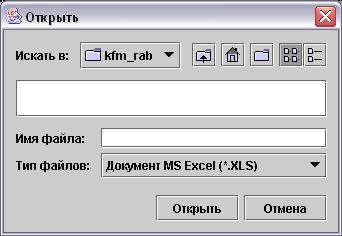 Открыть
Искать в: kfm_rab
Имя файла:
Тип файлов: Документ MS Excel (*.XLS)
Открыть Отмена